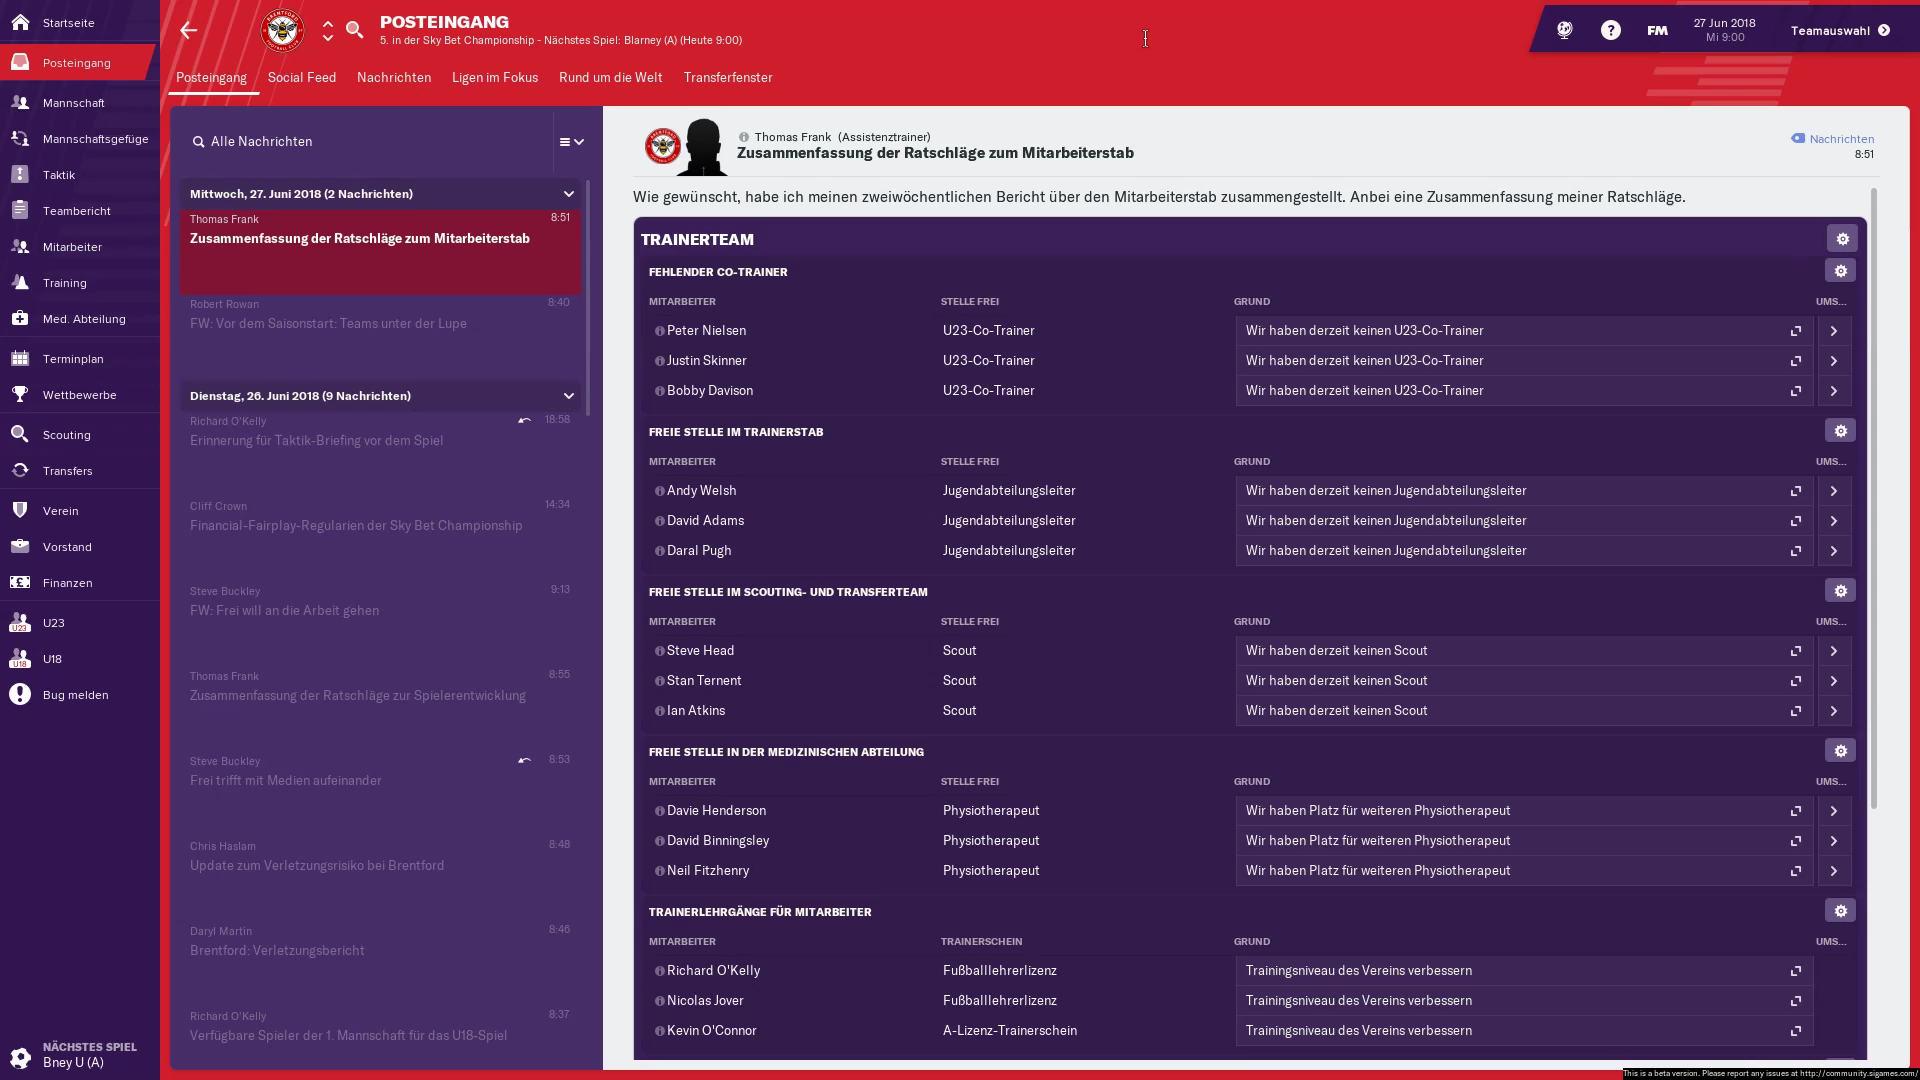 Startseite
Posteingang
Mannschaft
Mannschaftsgefüge
Taktik
Teambericht
Mitarbeiter
Training
Med. Abteilung
Terminplan
Wettbewerbe
Scouting
Transfers
Verein
Vorstand
Finanzen
U23
U23
U18
U18
Bug melden
NÄCHSTES SPIEL
Bney U (A)
POSTEINGANG
5. in der Sky Bet Championship - Nächstes Spiel: Blarney (A) (Heute 9:00)
FM
27 Jun 2018
Mi 9:00
Teamauswahl
Posteingang Social Feed Nachrichten Ligen im Fokus Rund um die Welt Transferfenster
Alle Nachrichten
Mittwoch, 27. Juni 2018 (2 Nachrichten)
Thomas Frank 8:51
Zusammenfassung der Ratschläge zum Mitarbeiterstab
Robert Rowan 8:40
FW: Vor dem Saisonstart: Teams unter der Lupe
Dienstag, 26. Juni 2018 (9 Nachrichten)
Richard O'Kelly 18:58
Erinnerung für Taktik-Briefing vor dem Spiel
Cliff Crown 14:34
Financial-Fairplay-Regularien der Sky Bet Championship
Steve Buckley 9:13
FW: Frei will an die Arbeit gehen
Thomas Frank 8:55
Zusammenfassung der Ratschläge zur Spielerentwicklung
Steve Buckley 8:53
Frei trifft mit Medien aufeinander
Chris Haslam 8:48
Update zum Verletzungsrisiko bei Brentford
Daryl Martin 8:46
Brentford: Verletzungsbericht
Richard O'Kelly 8:37
Verfügbare Spieler der 1. Mannschaft für das U18-Spiel
Thomas Frank (Assistenztrainer)
Zusammenfassung der Ratschläge zum Mitarbeiterstab
Nachrichten
8:51
Wie gewünscht, habe ich meinen zweiwöchentlichen Bericht über den Mitarbeiterstab zusammengestellt. Anbei eine Zusammenfassung meiner Ratschläge.
TRAINERTEAM
FEHLENDER CO-TRAINER
MITARBEITER STELLE FREI GRUND UMS...
Peter Nielsen U23-Co-Trainer Wir haben derzeit keinen U23-Co-Trainer
Justin Skinner U23-Co-Trainer Wir haben derzeit keinen U23-Co-Trainer
Bobby Davison U23-Co-Trainer Wir haben derzeit keinen U23-Co-Trainer
FREIE STELLE IM TRAINERSTAB
MITARBEITER STELLE FREI GRUND UMS...
Andy Welsh Jugendabteilungsleiter Wir haben derzeit keinen Jugendabteilungsleiter
David Adams Jugendabteilungsleiter Wir haben derzeit keinen Jugendabteilungsleiter
Daral Pugh Jugendabteilungsleiter Wir haben derzeit keinen Jugendabteilungsleiter
FREIE STELLE IM SCOUTING- UND TRANSFERTEAM
MITARBEITER STELLE FREI GRUND UMS...
Steve Head Scout Wir haben derzeit keinen Scout
Stan Ternent Scout Wir haben derzeit keinen Scout
Ian Atkins Scout Wir haben derzeit keinen Scout
FREIE STELLE IN DER MEDIZINISCHEN ABTEILUNG
MITARBEITER STELLE FREI GRUND UMS...
Davie Henderson Physiotherapeut Wir haben Platz für weiteren Physiotherapeut
David Binningsley Physiotherapeut Wir haben Platz für weiteren Physiotherapeut
Neil Fitzhenry Physiotherapeut Wir haben Platz für weiteren Physiotherapeut
TRAINERLEHRGÄNGE FÜR MITARBEITER
MITARBEITER TRAINERSCHEIN GRUND UMS...
Richard O'Kelly Fußballlehrerlizenz Trainingsniveau des Vereins verbessern
Nicolas Jover Fußballlehrerlizenz Trainingsniveau des Vereins verbessern
Kevin O'Connor A-Lizenz-Trainerschein Trainingsniveau des Vereins verbessern
This is a beta version. Please report any issues at http://community.sigames.com/